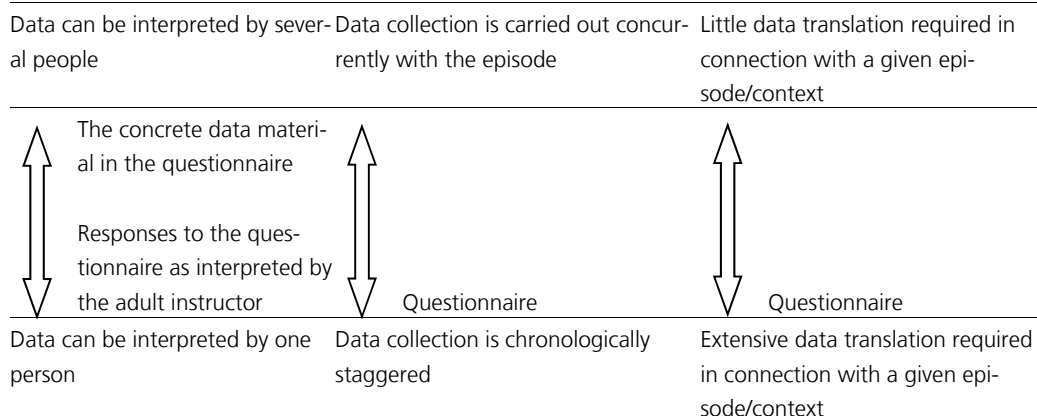 Data can be interpreted by sever-
al people
Data collection is carried out concur-
rently with the episode
Little data translation required in
connection with a given epi-
sode/context
The concrete data materi-
al in the questionnaire
Responses to the ques-
tionnaire as interpreted by
the adult instructor
Questionnaire
Questionnaire
Data can be interpreted by one
person
Data collection is chronologically
staggered
Extensive data translation required
in connection with a given epi-
sode/context